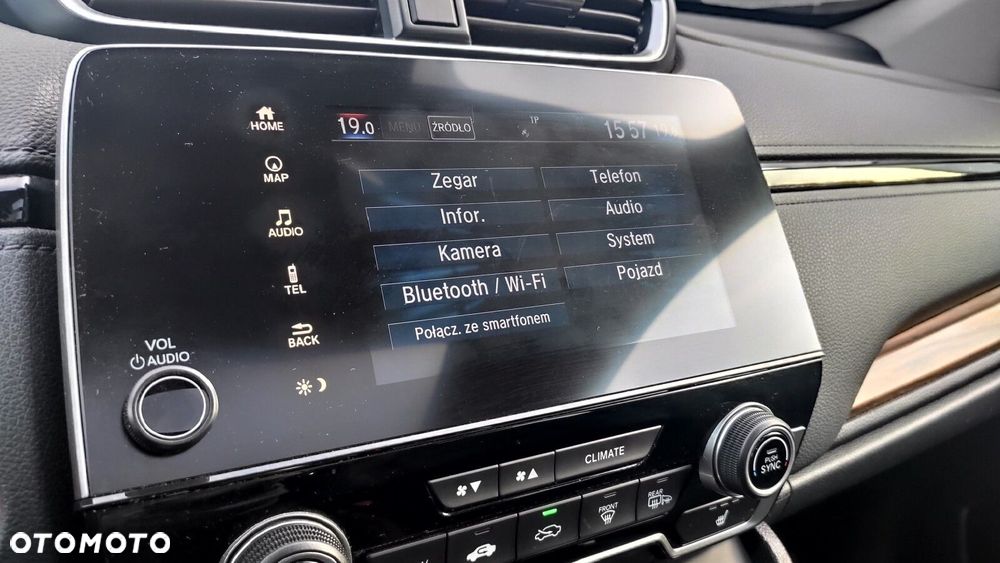 HOME
MAP
AUDIO
TEL
BACK
VOL
AUDIO
19.0 MENU ŹRÓDŁO TP 15:57
Zegar Telefon
Infor. Audio
Kamera System
Bluetooth / Wi-Fi Pojazd
Połącz. ze smartfonem
CLIMATE
PUSH
SYNC
FRONT
REAR
OTOMOTO